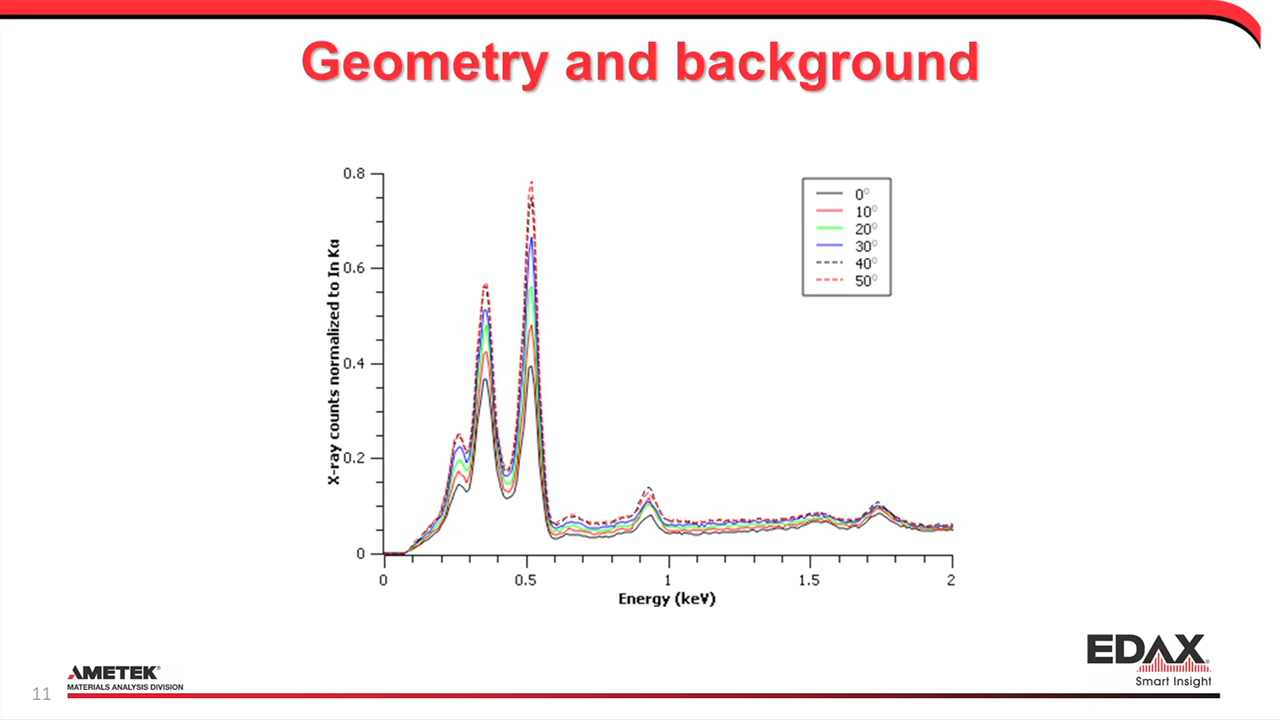 Geometry and background
X-ray counts normalized to In Kα
0.8
0.6
0.4
0.2
0
0
0.5
1
1.5
2
Energy (keV)
0°
10°
20°
30°
40°
50°
11
AMETEK®
MATERIALS ANALYSIS DIVISION
EDAX
Smart Insight